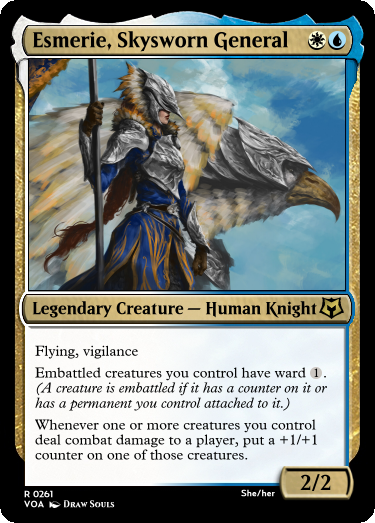 Esmerie, Skysworn General
Legendary Creature — Human Knight
Flying, vigilance
Embattled creatures you control have ward 1.
(A creature is embattled if it has a counter on it or
has a permanent you control attached to it.)
Whenever one or more creatures you control
deal combat damage to a player, put a +1/+1
counter on one of those creatures.
2/2
R 0261
She/her
VOA Draw Souls